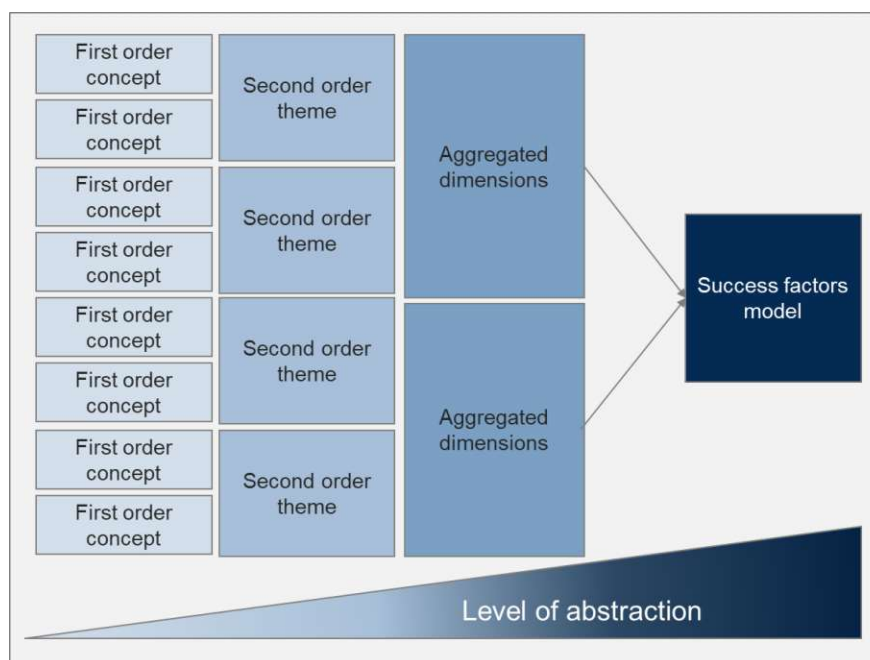 First order
concept
First order
concept
First order
concept
First order
concept
First order
concept
First order
concept
First order
concept
First order
concept
Second order
theme
Second order
theme
Second order
theme
Second order
theme
Aggregated
dimensions
Aggregated
dimensions
Success factors
model
Level of abstraction